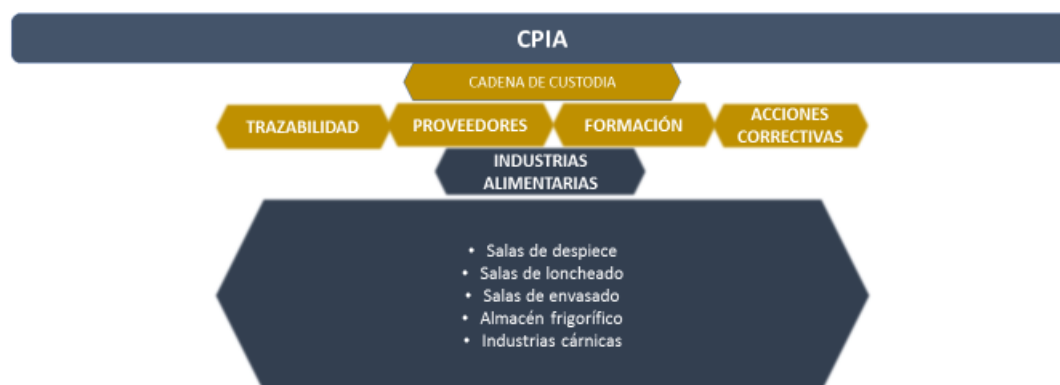 CPIA
CADENA DE CUSTODIA
TRAZABILIDAD
PROVEEDORES
FORMACIÓN
ACCIONES
CORRECTIVAS
INDUSTRIAS
ALIMENTARIAS
• Salas de despiece
• Salas de loncheado
• Salas de envasado
• Almacén frigorífico
• Industrias cárnicas